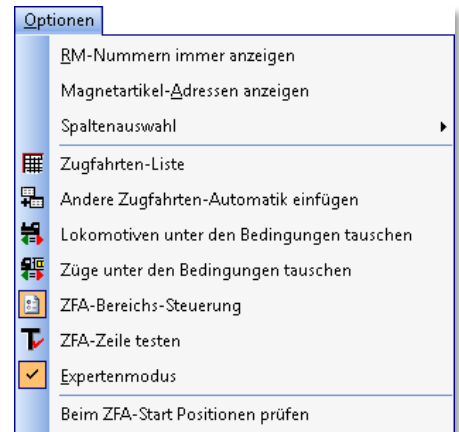 Optionen
RM-Nummern immer anzeigen
Magnetartikel-Adressen anzeigen
Spaltenauswahl
Zugfahrten-Liste
Andere Zugfahrten-Automatik einfügen
Lokomotiven unter den Bedingungen tauschen
Züge unter den Bedingungen tauschen
ZFA-Bereichs-Steuerung
ZFA-Zeile testen
Expertenmodus
Beim ZFA-Start Positionen prüfen